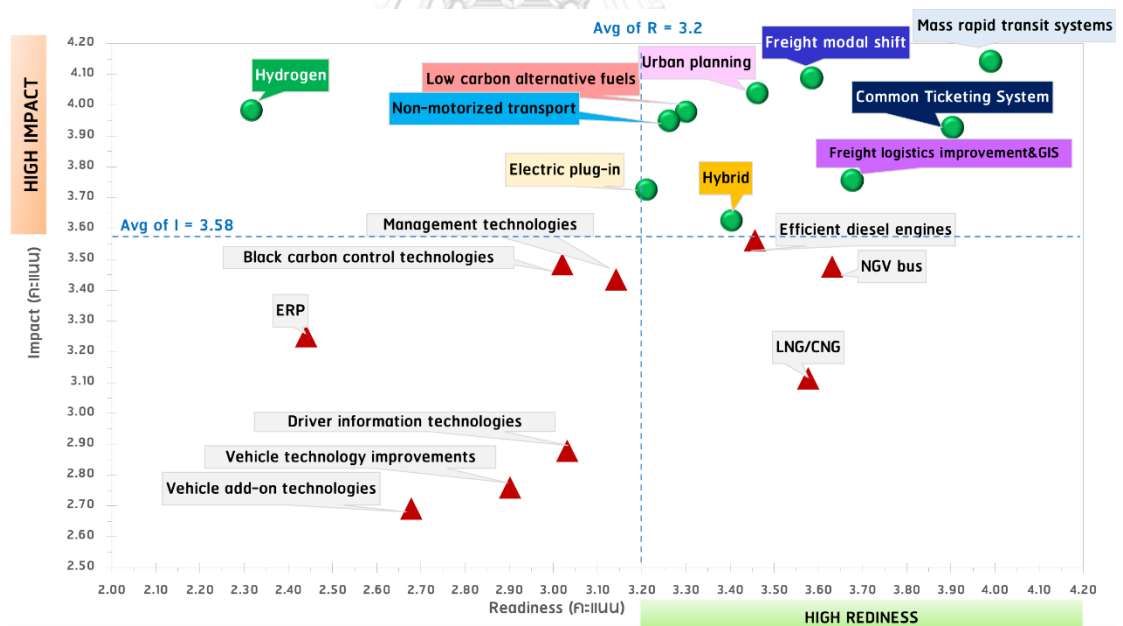 Avg of R = 3.2
Mass rapid transit systems
Freight modal shift
Urban planning
Hydrogen
Low carbon alternative fuels
Non-motorized transport
Common Ticketing System
Freight logistics improvement&GIS
Electric plug-in
Hybrid
Avg of I = 3.58
Management technologies
Efficient diesel engines
Black carbon control technologies
NGV bus
ERP
LNG/CNG
Driver information technologies
Vehicle technology improvements
Vehicle add-on technologies
HIGH IMPACT
Impact (คะแนน)
4.20
4.10
4.00
3.90
3.80
3.70
3.60
3.50
3.40
3.30
3.20
3.10
3.00
2.90
2.80
2.70
2.60
2.50
2.00 2.10 2.20 2.30 2.40 2.50 2.60 2.70 2.80 2.90 3.00 3.10 3.20 3.30 3.40 3.50 3.60 3.70 3.80 3.90 4.00 4.10 4.20
Readiness (คะแนน)
HIGH REDINESS